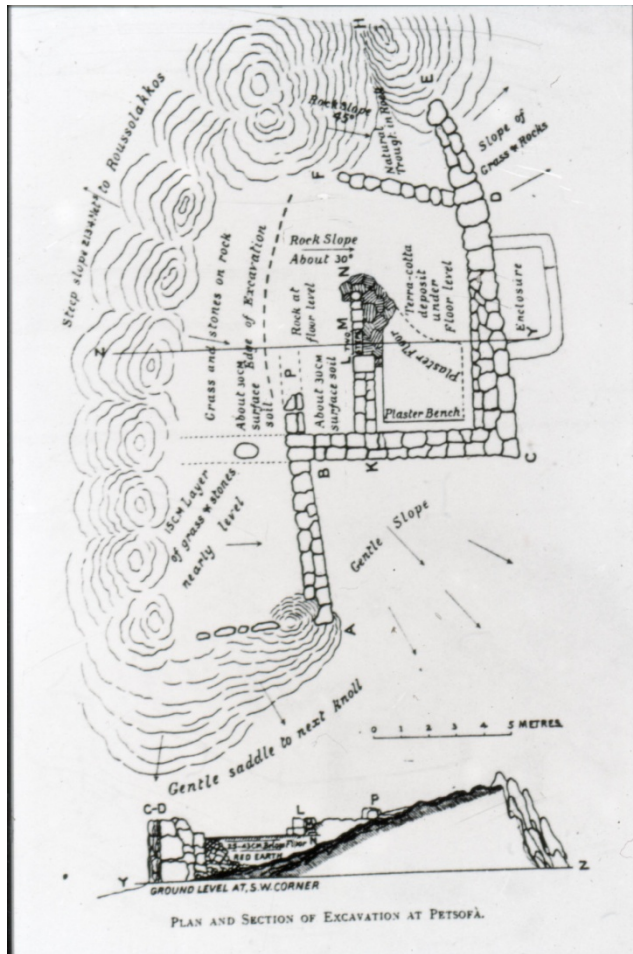 Steep slope 2134½ft to Roussolakkos
H
Rock Slope
45°
Natural
Trough in Rock
E
Slope of
Grass & Rocks
F
D
Grass and stones on rock
Edge of Excavation
Rock Slope
About 30°
Rock at
floor level
N
M
L
Terra-cotta
deposit
under
Floor level
Plaster Floor
Enclosure
Z
Y
About 30CM
surface
soil
P
About 30CM
surface soil
Plaster Bench
B
K
C
15CM Layer
of grass & stones
nearly
level
Gentle Slope
A
Gentle saddle to next knoll
0 1 2 3 4 5 METRES
C-D
L
P
Floor
RED EARTH
Y
Z
GROUND LEVEL AT, S.W. CORNER
PLAN AND SECTION OF EXCAVATION AT PETSOFÀ.